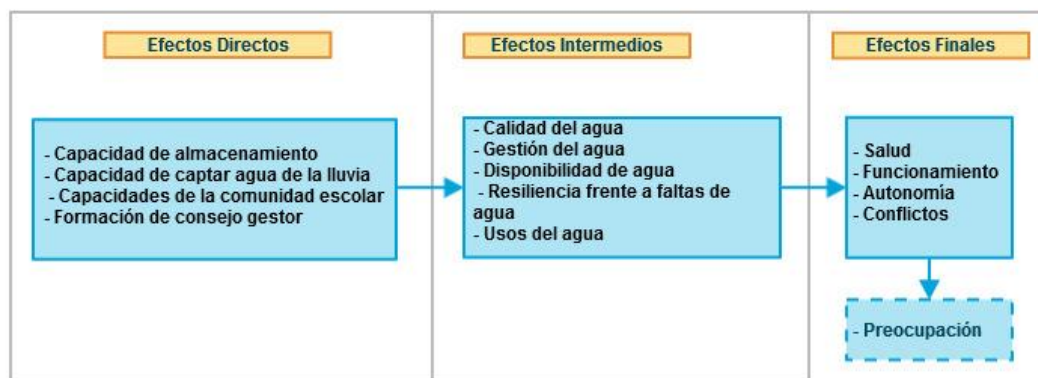 Efectos Directos
- Capacidad de almacenamiento
- Capacidad de captar agua de la lluvia
- Capacidades de la comunidad escolar
- Formación de consejo gestor
Efectos Intermedios
- Calidad del agua
- Gestión del agua
- Disponibilidad de agua
- Resiliencia frente a faltas de
agua
- Usos del agua
Efectos Finales
- Salud
- Funcionamiento
- Autonomía
- Conflictos
- Preocupación